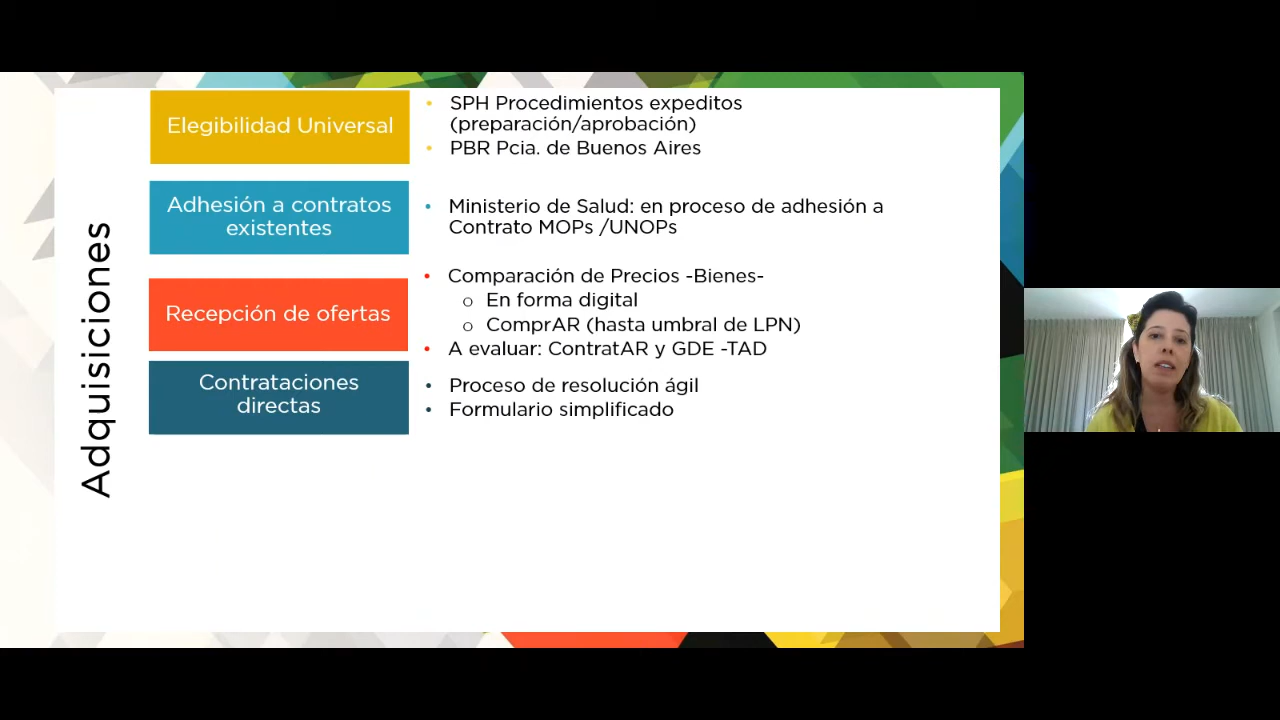 Adquisiciones
Elegibilidad Universal
• SPH Procedimientos expeditos
(preparación/aprobación)
• PBR Pcia. de Buenos Aires
Adhesión a contratos
existentes
• Ministerio de Salud: en proceso de adhesión a
Contrato MOPs /UNOPs
Recepción de ofertas
• Comparación de Precios -Bienes-
o En forma digital
o ComprAR (hasta umbral de LPN)
• A evaluar: ContratAR y GDE -TAD
Contrataciones
directas
• Proceso de resolución ágil
• Formulario simplificado